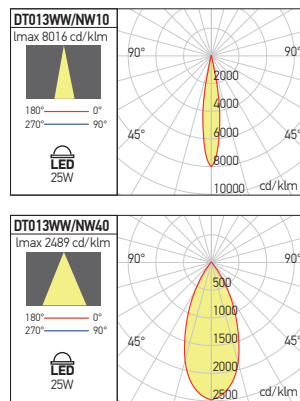 DT013WW/NW10
Imax 8016 cd/klm
180° 0°
270° 90°
LED
25W
90° 90°
2000
4000
45° 6000 45°
8000
10000 cd/klm
DT013WW/NW40
Imax 2489 cd/klm
180° 0°
270° 90°
LED
25W
90° 90°
500
1000
1500
45° 45°
2000
2500 cd/klm